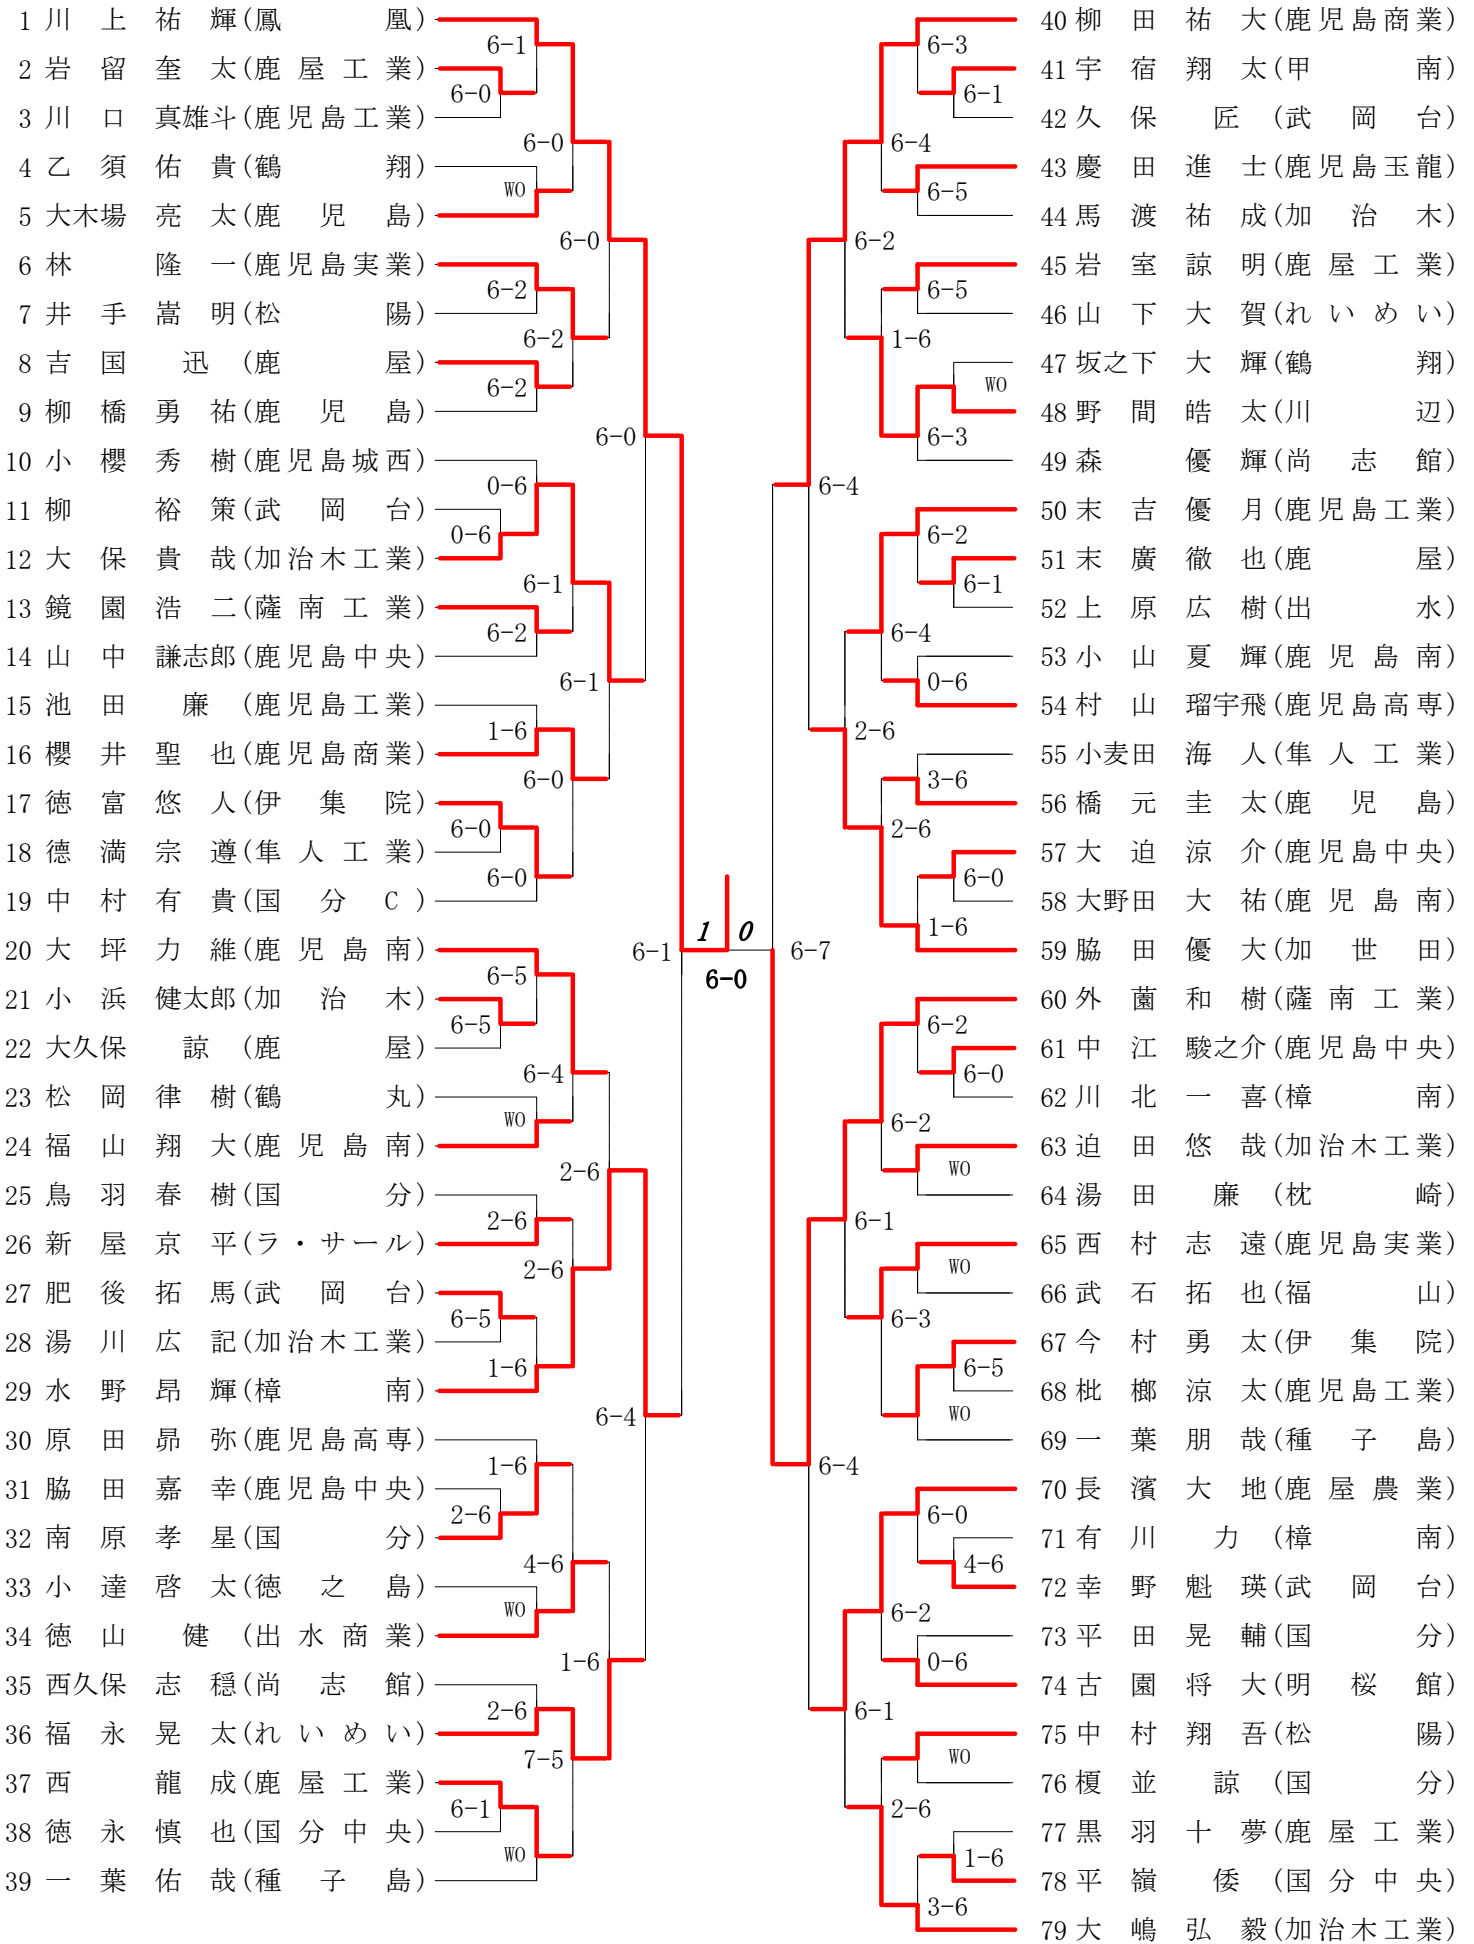 1 川上祐輝(鳳凰)
6-1
2 岩留奎太(鹿屋工業)
6-0
3 川口真雄斗(鹿児島工業)
6-0
4 乙須佑貴(鶴翔)
WO
5 大木場亮太(鹿児島)
6-0
6 林隆一(鹿児島実業)
6-2
7 井手嵩明(松陽)
6-2
8 吉国迅(鹿屋)
6-2
9 柳橋勇祐(鹿児島)
6-0
10 小櫻秀樹(鹿児島城西)
0-6
11 柳裕策(武岡台)
0-6
12 大保貴哉(加治木工業)
6-1
13 鏡園浩二(薩南工業)
6-2
14 山中謙志郎(鹿児島中央)
6-1
15 池田廉(鹿児島工業)
1-6
16 櫻井聖也(鹿児島商業)
6-0
17 徳富悠人(伊集院)
6-0
18 德満宗遵(隼人工業)
6-0
19 中村有貴(国分C)
20 大坪力維(鹿児島南)
6-1
6-5
21 小浜健太郎(加治木)
6-5
22 大久保諒(鹿屋)
6-4
23 松岡律樹(鶴丸)
WO
24 福山翔大(鹿児島南)
2-6
25 鳥羽春樹(国分)
2-6
26 新屋京平(ラ・サール)
2-6
27 肥後拓馬(武岡台)
6-5
28 湯川広記(加治木工業)
1-6
29 水野昂輝(樟南)
6-4
30 原田昴弥(鹿児島高専)
1-6
31 脇田嘉幸(鹿児島中央)
2-6
32 南原孝星(国分)
4-6
33 小達啓太(徳之島)
WO
34 徳山健(出水商業)
1-6
35 西久保志穏(尚志館)
2-6
36 福永晃太(れいめい)
7-5
37 西龍成(鹿屋工業)
6-1
38 徳永慎也(国分中央)
WO
39 一葉佑哉(種子島)
1 0
6-0
40 柳田祐大(鹿児島商業)
6-3
41 宇宿翔太(甲南)
6-1
42 久保匠(武岡台)
6-4
43 慶田進士(鹿児島玉龍)
6-5
44 馬渡祐成(加治木)
6-2
45 岩室諒明(鹿屋工業)
6-5
46 山下大賀(れいめい)
1-6
47 坂之下大輝(鶴翔)
WO
48 野間皓太(川辺)
6-3
49 森優輝(尚志館)
6-4
50 末吉優月(鹿児島工業)
6-2
51 末廣徹也(鹿屋)
6-1
52 上原広樹(出水)
6-4
53 小山夏輝(鹿児島南)
0-6
54 村山瑠宇飛(鹿児島高専)
2-6
55 小麦田海人(隼人工業)
3-6
56 橋元圭太(鹿児島)
2-6
57 大迫涼介(鹿児島中央)
6-0
58 大野田大祐(鹿児島南)
1-6
59 脇田優大(加世田)
6-7
60 外薗和樹(薩南工業)
6-2
61 中江駿之介(鹿児島中央)
6-0
62 川北一喜(樟南)
6-2
63 迫田悠哉(加治木工業)
WO
64 湯田廉(枕崎)
6-1
65 西村志遠(鹿児島実業)
WO
66 武石拓也(福山)
6-3
67 今村勇太(伊集院)
6-5
68 枇榔涼太(鹿児島工業)
WO
69 一葉朋哉(種子島)
6-4
70 長濱大地(鹿屋農業)
6-0
71 有川力(樟南)
4-6
72 幸野魁瑛(武岡台)
6-2
73 平田晃輔(国分)
0-6
74 古園将大(明桜館)
6-1
75 中村翔吾(松陽)
WO
76 榎並諒(国分)
2-6
77 黒羽十夢(鹿屋工業)
1-6
78 平嶺倭(国分中央)
3-6
79 大嶋弘毅(加治木工業)